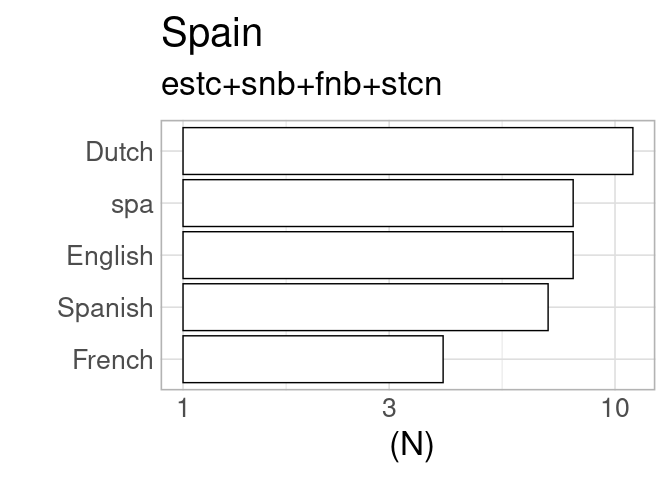 Spain
estc+snb+fnb+stcn
Dutch
spa
English
Spanish
French
1 3 10
(N)